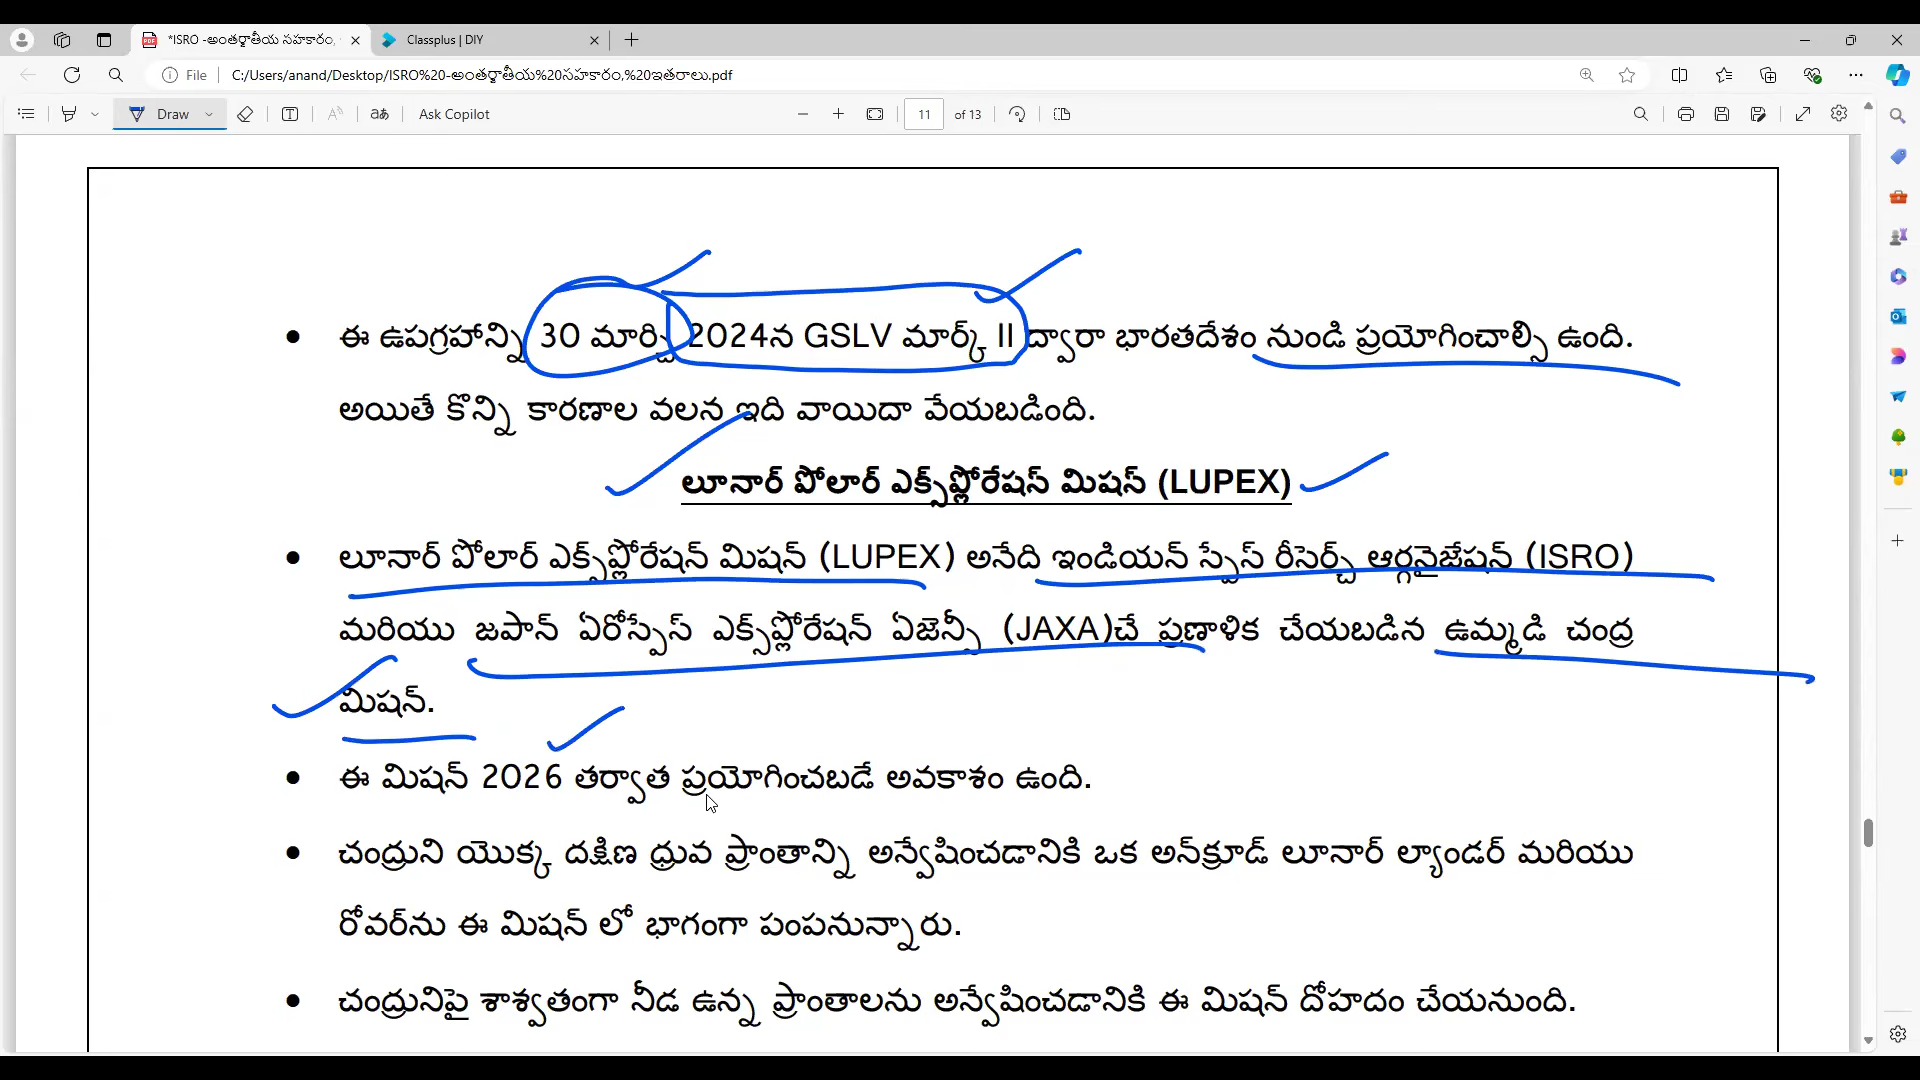 *ISRO -అంతర్జాతీయ సహకారం,
Classplus | DIY
File
C:/Users/anand/Desktop/ISRO%20-అంతర్జాతీయ%20సహకారం,%20ఇతరాలు.pdf
Draw
Ask Copilot
11 of 13
• ఈ ఉపగ్రహాన్ని 30 మార్చి 2024న GSLV మార్క్ II ద్వారా భారతదేశం నుండి ప్రయోగించాల్సి ఉంది.
అయితే కొన్ని కారణాల వలన ఇది వాయిదా వేయబడింది.
లూనార్ పోలార్ ఎక్స్‌ప్లోరేషన్ మిషన్ (LUPEX)
• లూనార్ పోలార్ ఎక్స్‌ప్లోరేషన్ మిషన్ (LUPEX) అనేది ఇండియన్ స్పేస్ రీసెర్చ్ ఆర్గనైజేషన్ (ISRO)
మరియు జపాన్ ఏరోస్పేస్ ఎక్స్‌ప్లోరేషన్ ఏజెన్సీ (JAXA)చే ప్రణాళిక చేయబడిన ఉమ్మడి చంద్ర
మిషన్.
• ఈ మిషన్ 2026 తర్వాత ప్రయోగించబడే అవకాశం ఉంది.
• చంద్రుని యొక్క దక్షిణ ధ్రువ ప్రాంతాన్ని అన్వేషించడానికి ఒక అన్‌క్రూడ్ లూనార్ ల్యాండర్ మరియు
రోవర్‌ను ఈ మిషన్ లో భాగంగా పంపనున్నారు.
• చంద్రునిపై శాశ్వతంగా నీడ ఉన్న ప్రాంతాలను అన్వేషించడానికి ఈ మిషన్ దోహదం చేయనుంది.